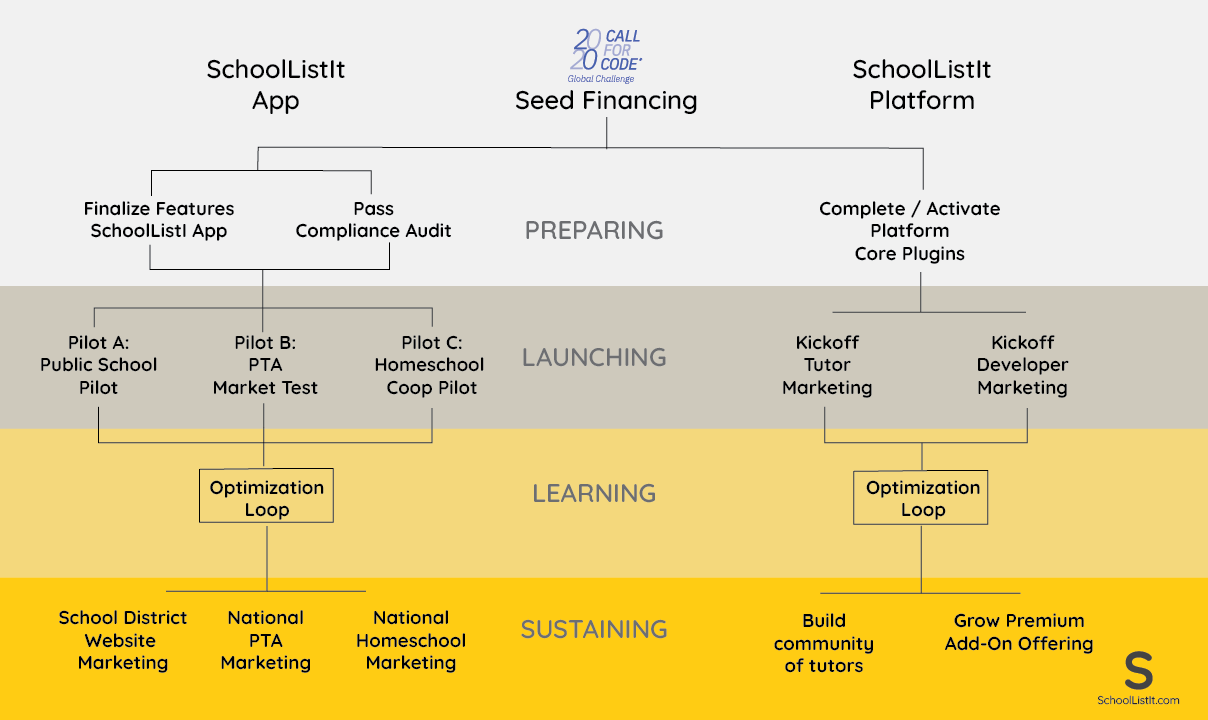 SchoolListIt
App
20 CALL
FOR
20 CODE
Global Challenge
Seed Financing
SchoolListIt
Platform
Finalize Features
SchoolListI App
Pass
Compliance Audit
PREPARING
Complete / Activate
Platform
Core Plugins
Pilot A:
Public School
Pilot
Pilot B:
PTA
Market Test
Pilot C:
Homeschool
Coop Pilot
LAUNCHING
Kickoff
Tutor
Marketing
Kickoff
Developer
Marketing
Optimization
Loop
LEARNING
Optimization
Loop
School District
Website
Marketing
National
PTA
Marketing
National
Homeschool
Marketing
SUSTAINING
Build
community
of tutors
Grow Premium
Add-On Offering
S
SchoolListIt.com